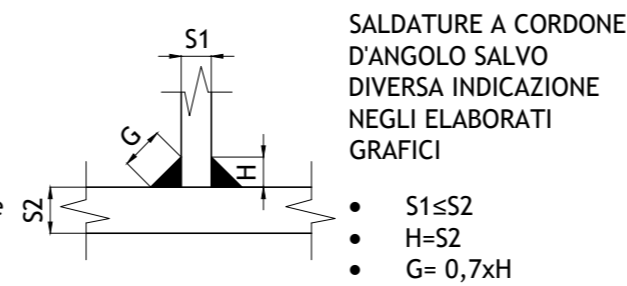 S1
G
H
S2
e
SALDATURE A CORDONE
D'ANGOLO SALVO
DIVERSA INDICAZIONE
NEGLI ELABORATI
GRAFICI
• S1≤S2
• H=S2
• G= 0,7xH